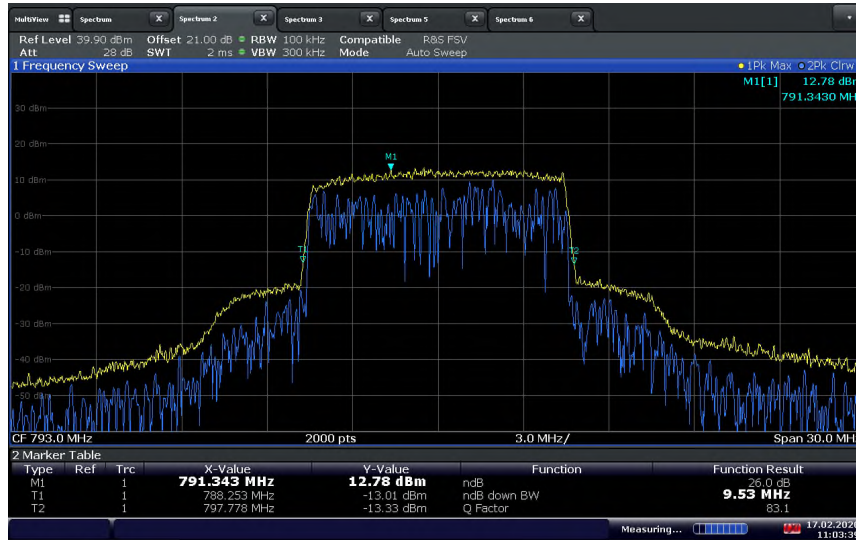 MultiView Spectrum X Spectrum 2 X Spectrum 3 X Spectrum 5 X Spectrum 6 X
Ref Level 39.90 dBm Offset 21.00 dB RBW 100 kHz Compatible R&S FSV
Att 28 dB SWT 2 ms VBW 300 kHz Mode Auto Sweep
1 Frequency Sweep 1Pk Max 2Pk Clrw
M1[1] 12.78 dBm
791.3430 MH
30 dBm
20 dBm
M1
10 dBm
0 dBm
-10 dBm
T1 T2
-20 dBm
-30 dBm
-40 dBm
-50 dBm
CF 793.0 MHz 2000 pts 3.0 MHz/ Span 30.0 MH
2 Marker Table
Type Ref Trc X-Value Y-Value Function Function Result
M1 1 791.343 MHz 12.78 dBm ndB 26.0 dB
T1 1 788.253 MHz -13.01 dBm ndB down BW 9.53 MHz
T2 1 797.778 MHz -13.33 dBm Q Factor 83.1
Measuring... 17.02.2020
11:03:39